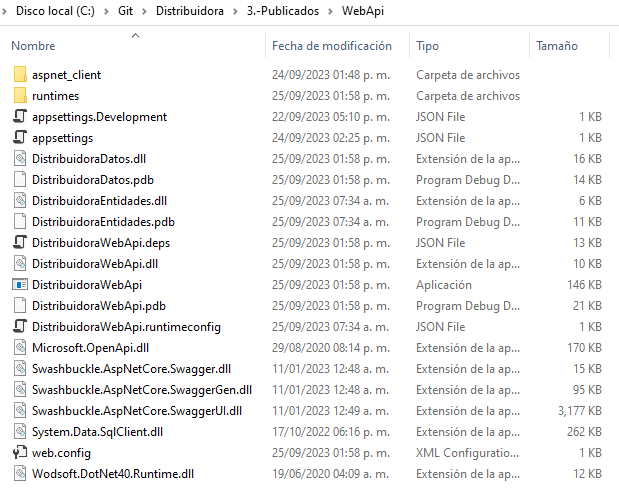 Disco local (C:) > Git > Distribuidora > 3.-Publicados > WebApi
Nombre Fecha de modificación Tipo Tamaño
aspnet_client 24/09/2023 01:48 p. m. Carpeta de archivos
runtimes 25/09/2023 01:58 p. m. Carpeta de archivos
appsettings.Development 22/09/2023 05:10 p. m. JSON File 1 KB
appsettings 24/09/2023 02:25 p. m. JSON File 1 KB
DistribuidoraDatos.dll 25/09/2023 01:58 p. m. Extensión de la ap... 16 KB
DistribuidoraDatos.pdb 25/09/2023 01:58 p. m. Program Debug D... 14 KB
DistribuidoraEntidades.dll 25/09/2023 07:34 a. m. Extensión de la ap... 6 KB
DistribuidoraEntidades.pdb 25/09/2023 07:34 a. m. Program Debug D... 11 KB
DistribuidoraWebApi.deps 25/09/2023 01:58 p. m. JSON File 13 KB
DistribuidoraWebApi.dll 25/09/2023 01:58 p. m. Extensión de la ap... 10 KB
DistribuidoraWebApi 25/09/2023 01:58 p. m. Aplicación 146 KB
DistribuidoraWebApi.pdb 25/09/2023 01:58 p. m. Program Debug D... 21 KB
DistribuidoraWebApi.runtimeconfig 25/09/2023 07:34 a. m. JSON File 1 KB
Microsoft.OpenApi.dll 29/08/2020 08:14 p. m. Extensión de la ap... 170 KB
Swashbuckle.AspNetCore.Swagger.dll 11/01/2023 12:48 a. m. Extensión de la ap... 15 KB
Swashbuckle.AspNetCore.SwaggerGen.dll 11/01/2023 12:48 a. m. Extensión de la ap... 95 KB
Swashbuckle.AspNetCore.SwaggerUI.dll 11/01/2023 12:49 a. m. Extensión de la ap... 3,177 KB
System.Data.SqlClient.dll 17/10/2022 06:16 p. m. Extensión de la ap... 262 KB
web.config 25/09/2023 01:58 p. m. XML Configuratio... 1 KB
Wodsoft.DotNet40.Runtime.dll 19/06/2020 04:09 a. m. Extensión de la ap... 12 KB